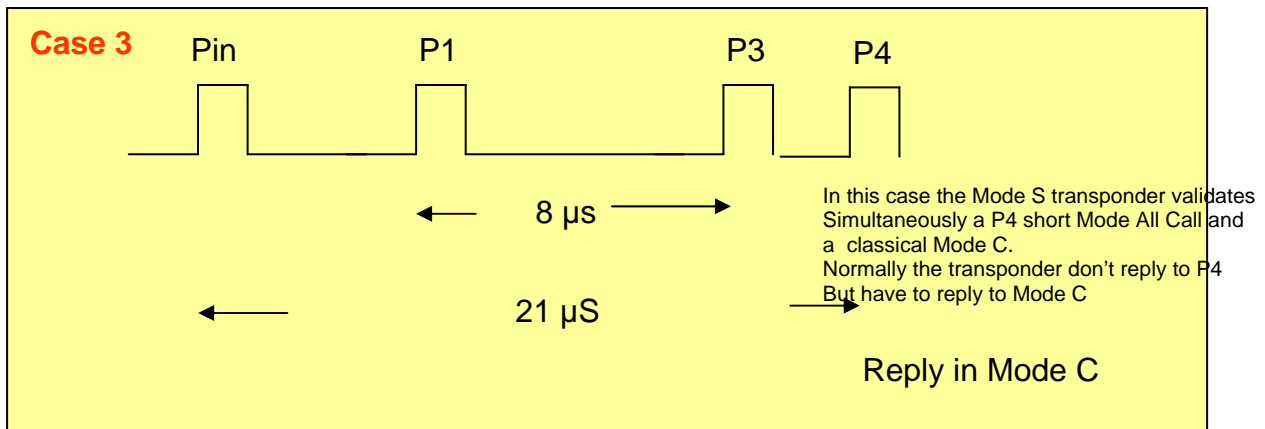 Case 3
Pin P1 P3 P4
8 µs
In this case the Mode S transponder validates
Simultaneously a P4 short Mode All Call and
a classical Mode C.
Normally the transponder don't reply to P4
But have to reply to Mode C
21 µS
Reply in Mode C